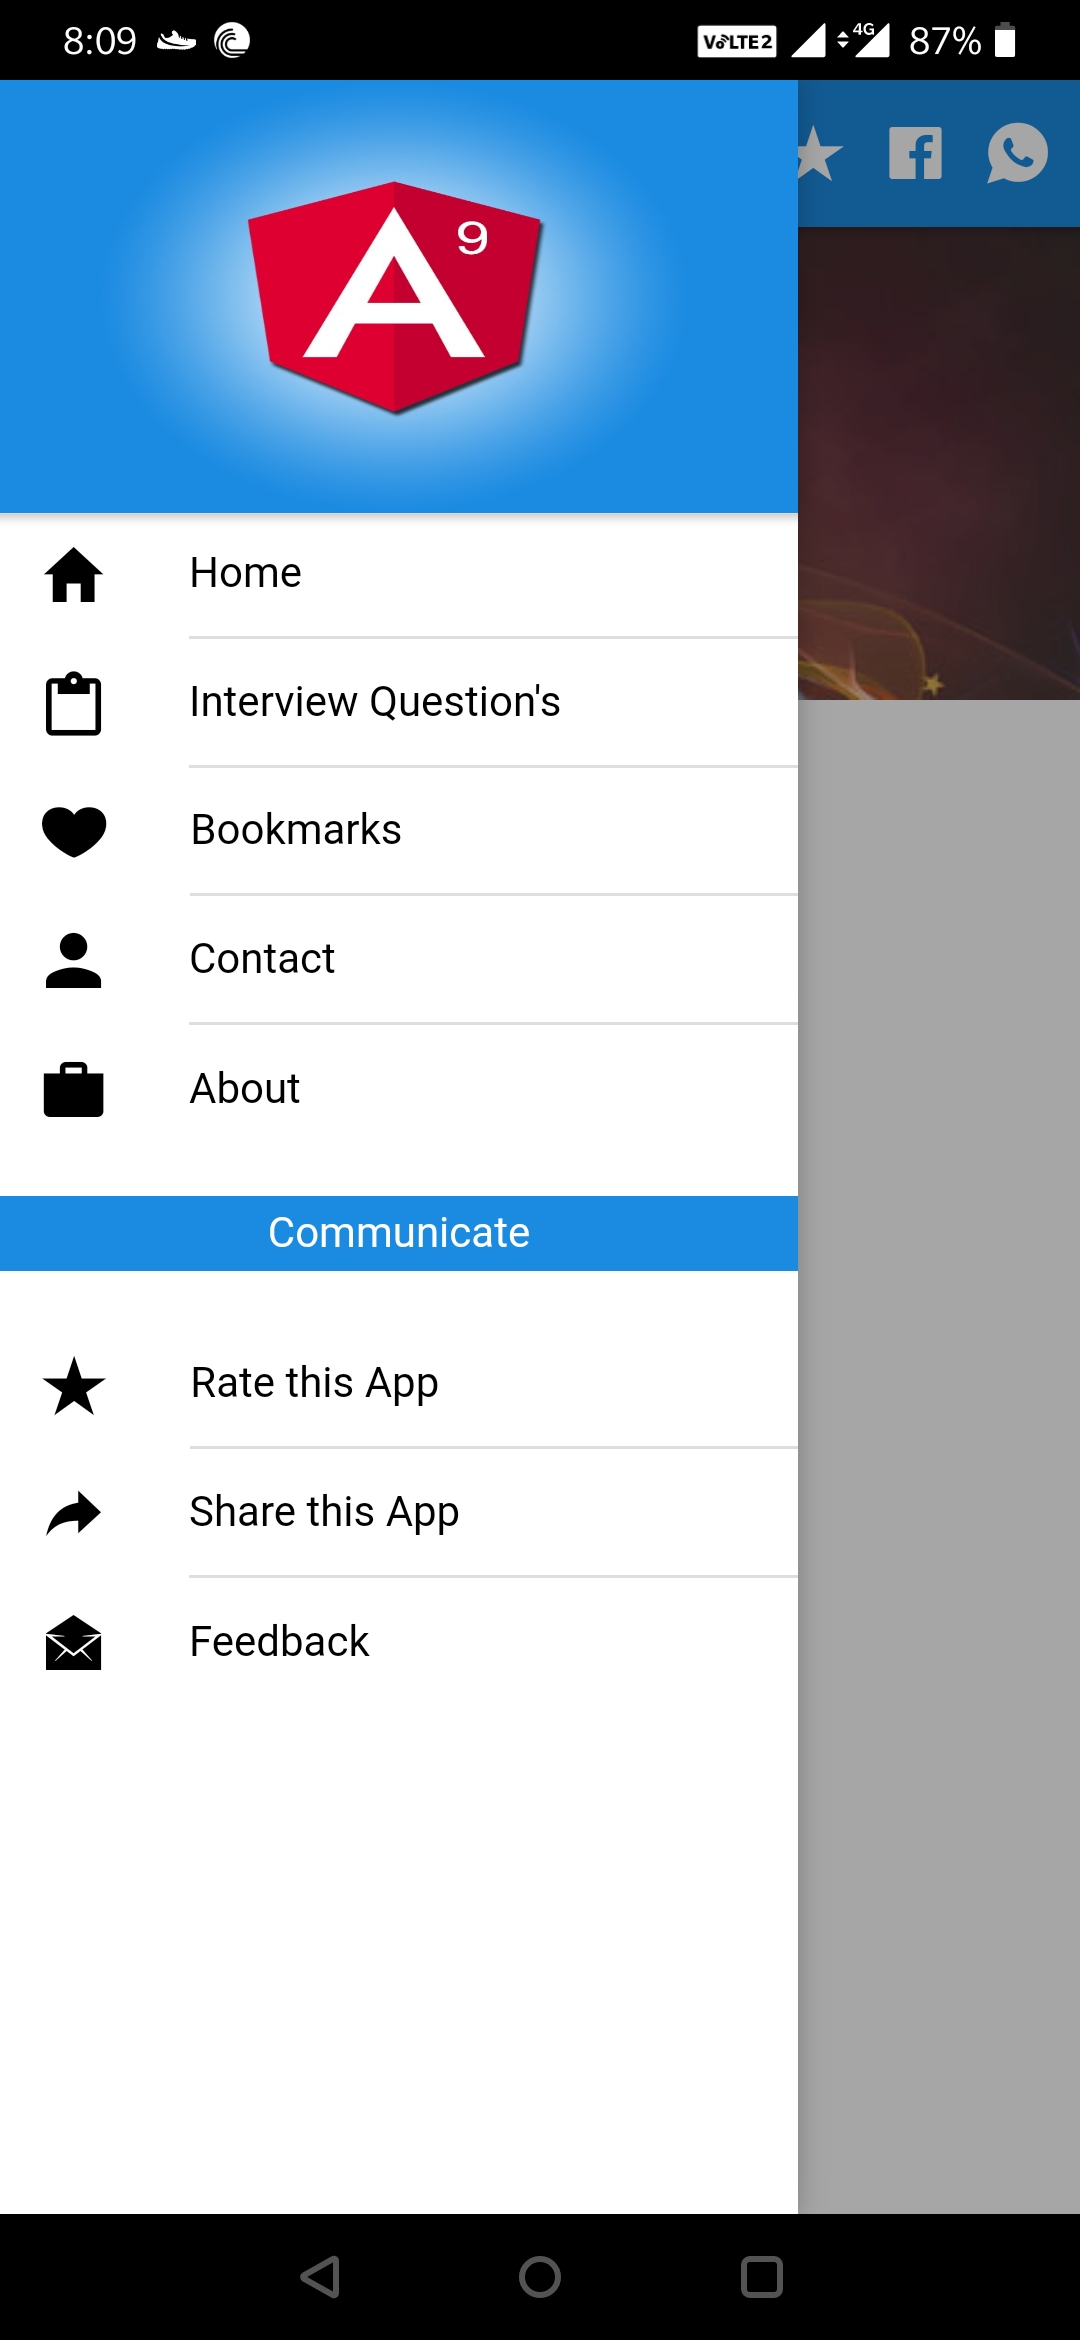 8:09 VoLTE2 4G 87%
A 9
Home
Interview Question's
Bookmarks
Contact
About
Communicate
Rate this App
Share this App
Feedback